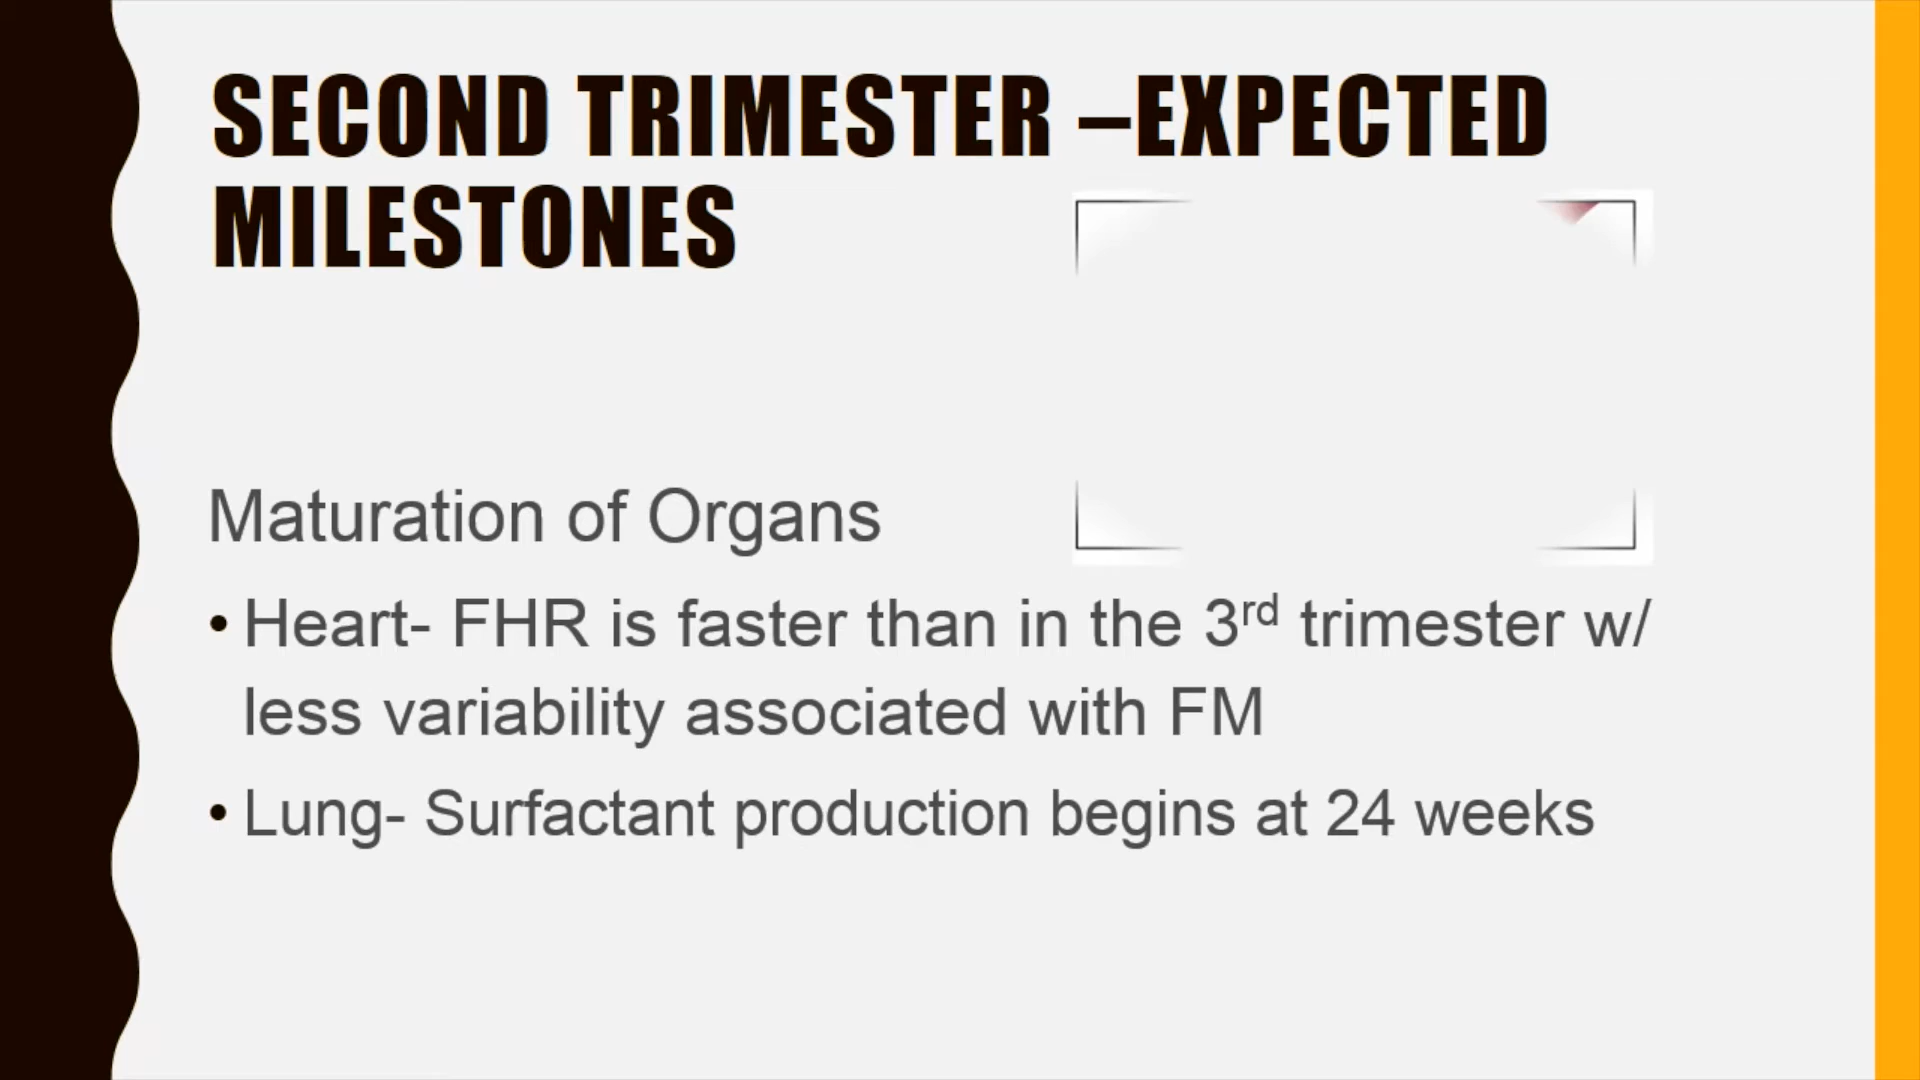 SECOND TRIMESTER –EXPECTED
MILESTONES
Maturation of Organs
• Heart- FHR is faster than in the 3rd trimester w/
less variability associated with FM
• Lung- Surfactant production begins at 24 weeks